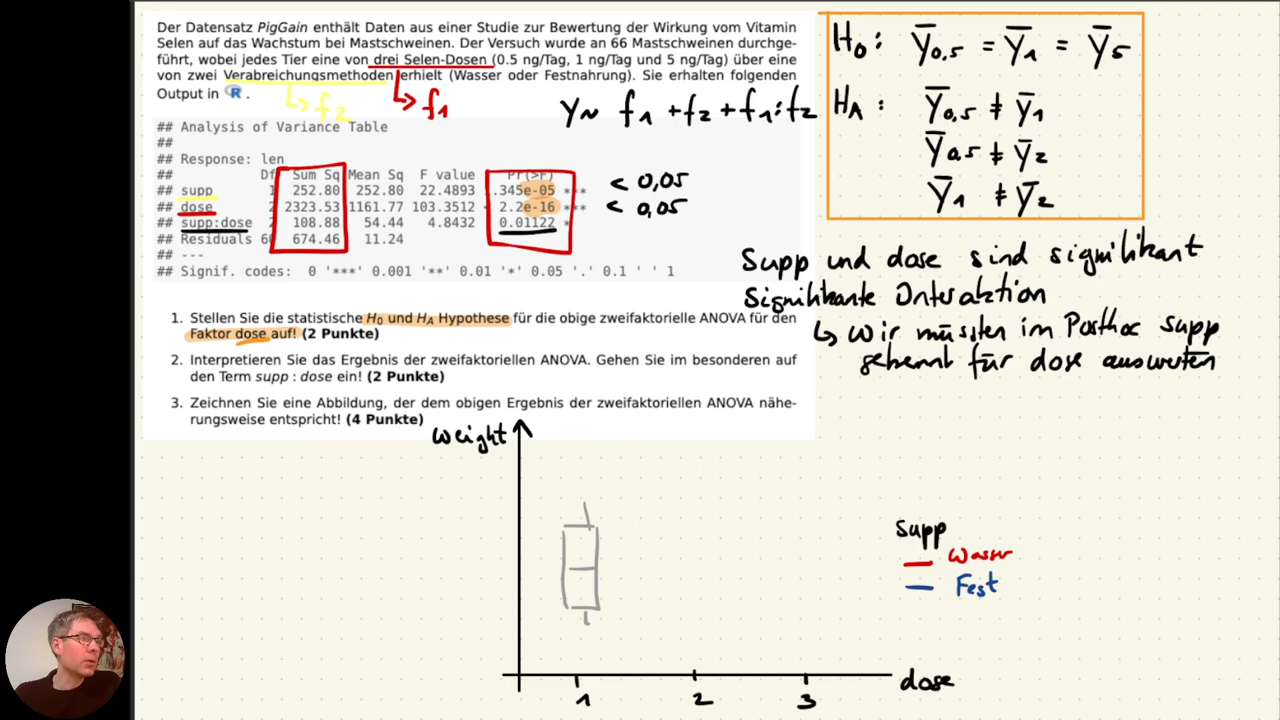 Der Datensatz PigGain enthält Daten aus einer Studie zur Bewertung der Wirkung vom Vitamin
Selen auf das Wachstum bei Mastschweinen. Der Versuch wurde an 66 Mastschweinen durchge-
führt, wobei jedes Tier eine von drei Selen-Dosen (0.5 ng/Tag, 1 ng/Tag und 5 ng/Tag) über eine
von zwei Verabreichungsmethoden erhielt (Wasser oder Festnahrung). Sie erhalten folgenden
Output in R .
↳ f2
↳ f1
y ~ f1 + f2 + f1:f2
## Analysis of Variance Table
##
## Response: len
## Df Sum Sq Mean Sq F value Pr(>F)
## supp 1 252.80 252.80 22.4893 .345e-05 ***
## dose 2 2323.53 1161.77 103.3512 2.2e-16 ***
## supp:dose 2 108.88 54.44 4.8432 0.01122 *
## Residuals 60 674.46 11.24
## ---
## Signif. codes: 0 '***' 0.001 '**' 0.01 '*' 0.05 '.' 0.1 ' ' 1
< 0,05
< 0,05
1. Stellen Sie die statistische H0 und HA Hypothese für die obige zweifaktorielle ANOVA für den
Faktor dose auf! (2 Punkte)
2. Interpretieren Sie das Ergebnis der zweifaktoriellen ANOVA. Gehen Sie im besonderen auf
den Term supp : dose ein! (2 Punkte)
3. Zeichnen Sie eine Abbildung, der dem obigen Ergebnis der zweifaktoriellen ANOVA nähe-
rungsweise entspricht! (4 Punkte)
H0: ȳ0,5 = ȳ1 = ȳ5
HA: ȳ0,5 ≠ ȳ1
ȳ0,5 ≠ ȳ2
ȳ1 ≠ ȳ2
Supp und dose sind signifikant
Signifikante Interaktion
↳ Wir müssten im Posthoc supp
getrennt für dose auswerten
weight
supp
Wasser
Fest
dose
1 2 3